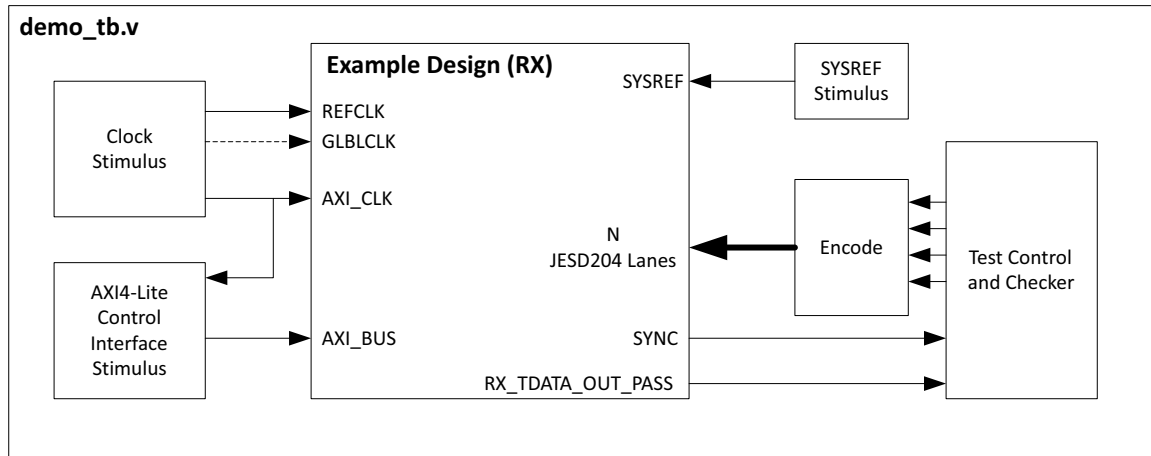 demo_tb.v
Example Design (RX)
Clock
Stimulus
REFCLK
GLBLCLK
AXI_CLK
AXI4-Lite
Control
Interface
Stimulus
AXI_BUS
SYSREF
SYSREF
Stimulus
N
JESD204 Lanes
Encode
Test Control
and Checker
SYNC
RX_TDATA_OUT_PASS